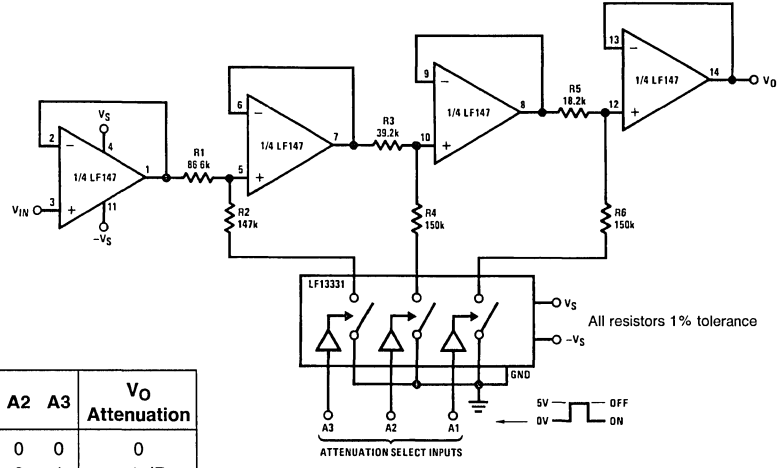 13
14
VO
1/4 LF147
12
9
8
R5
18.2k
1/4 LF147
10
6
7
R3
39.2k
1/4 LF147
5
VS
4
2
1
R1
86 6k
1/4 LF147
3
VIN
11
-VS
R2
147k
R4
150k
R6
150k
LF13331
VS
-VS
All resistors 1% tolerance
GND
A3
A2
A1
5V
OFF
0V
ON
ATTENUATION SELECT INPUTS
A2 A3 VO Attenuation
0 0 0